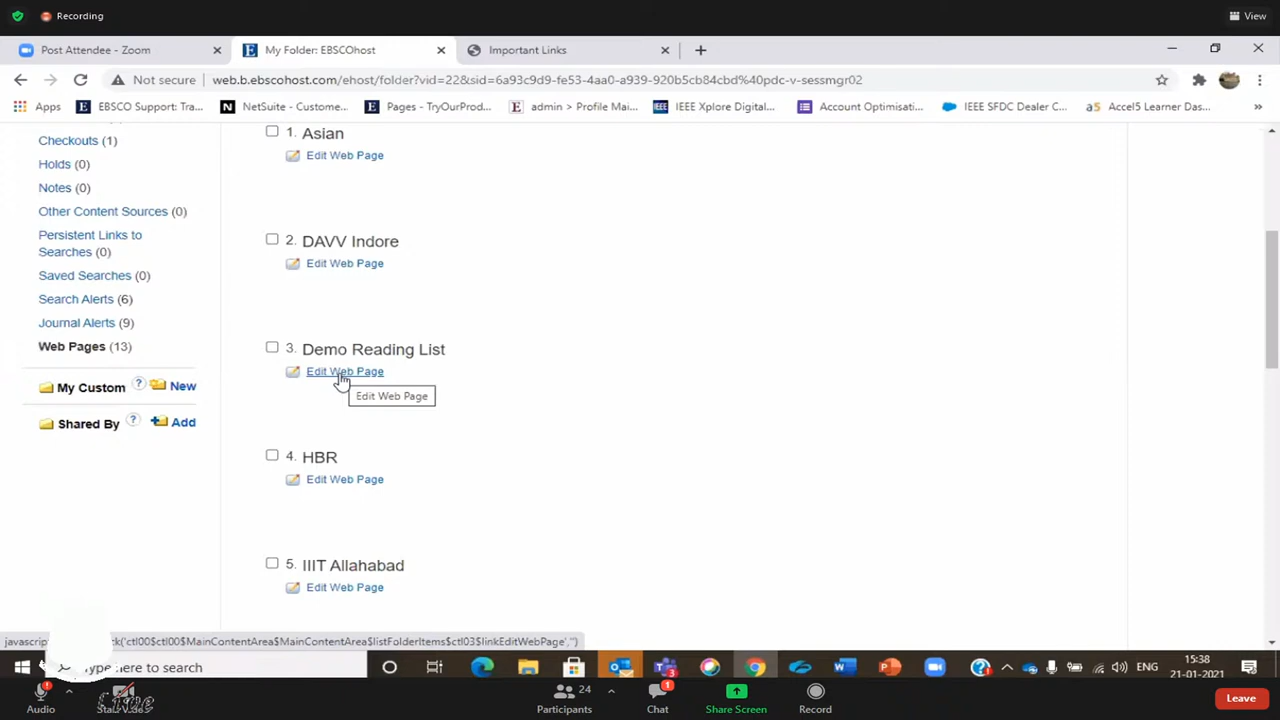 Recording
View
Post Attendee - Zoom
My Folder: EBSCOhost
Important Links
Not secure
web.b.ebscohost.com/ehost/folder?vid=22&sid=6a93c9d9-fe53-4aa0-a939-920b5cb84cbd%40pdc-v-sessmgr02
Apps
EBSCO Support: Tra...
NetSuite - Custome...
Pages - TryOurProd...
admin > Profile Mai...
IEEE Xplore Digital...
Account Optimisati...
IEEE SFDC Dealer C...
Accel5 Learner Das...
Checkouts (1)
Holds (0)
Notes (0)
Other Content Sources (0)
Persistent Links to
Searches (0)
Saved Searches (0)
Search Alerts (6)
Journal Alerts (9)
Web Pages (13)
My Custom ? New
Shared By ? Add
1. Asian
Edit Web Page
2. DAVV Indore
Edit Web Page
3. Demo Reading List
Edit Web Page
Edit Web Page
4. HBR
Edit Web Page
5. IIIT Allahabad
Edit Web Page
ck('ctl00$ctl00$MainContentArea$MainContentArea$listFolderItems$ctl03$linkEditWebPage','')
here to search
ENG
15:38
21-01-2021
Audio
24
Participants
1
Chat
Share Screen
Record
Leave